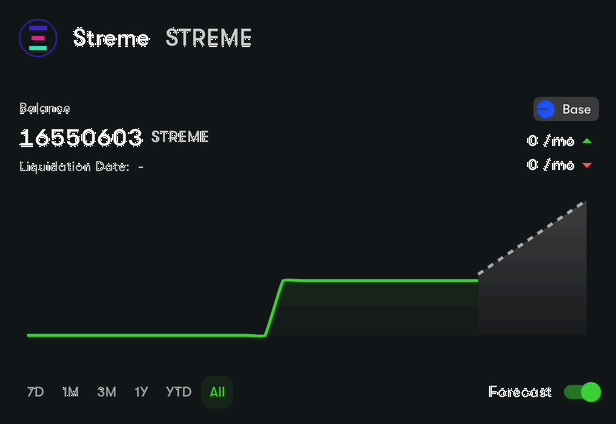 Streme STREME
Balance
Base
16550603 STREME
0 /mo
Liquidation Date: -
0 /mo
7D 1M 3M 1Y YTD All
Forecast